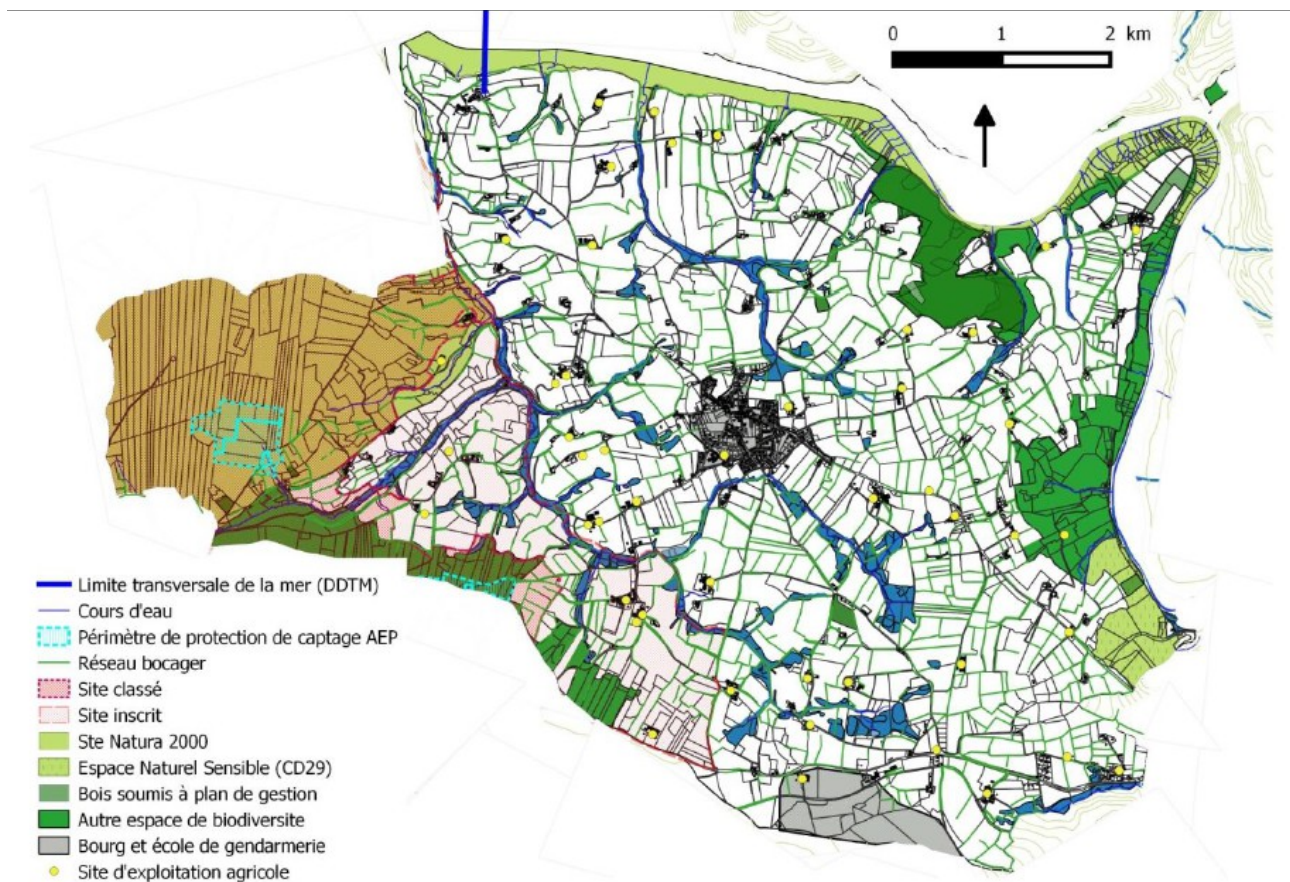 0 1 2 km
Limite transversale de la mer (DDTM)
Cours d'eau
Périmètre de protection de captage AEP
Réseau bocager
Site classé
Site inscrit
Ste Natura 2000
Espace Naturel Sensible (CD29)
Bois soumis à plan de gestion
Autre espace de biodiversite
Bourg et école de gendarmerie
Site d'exploitation agricole